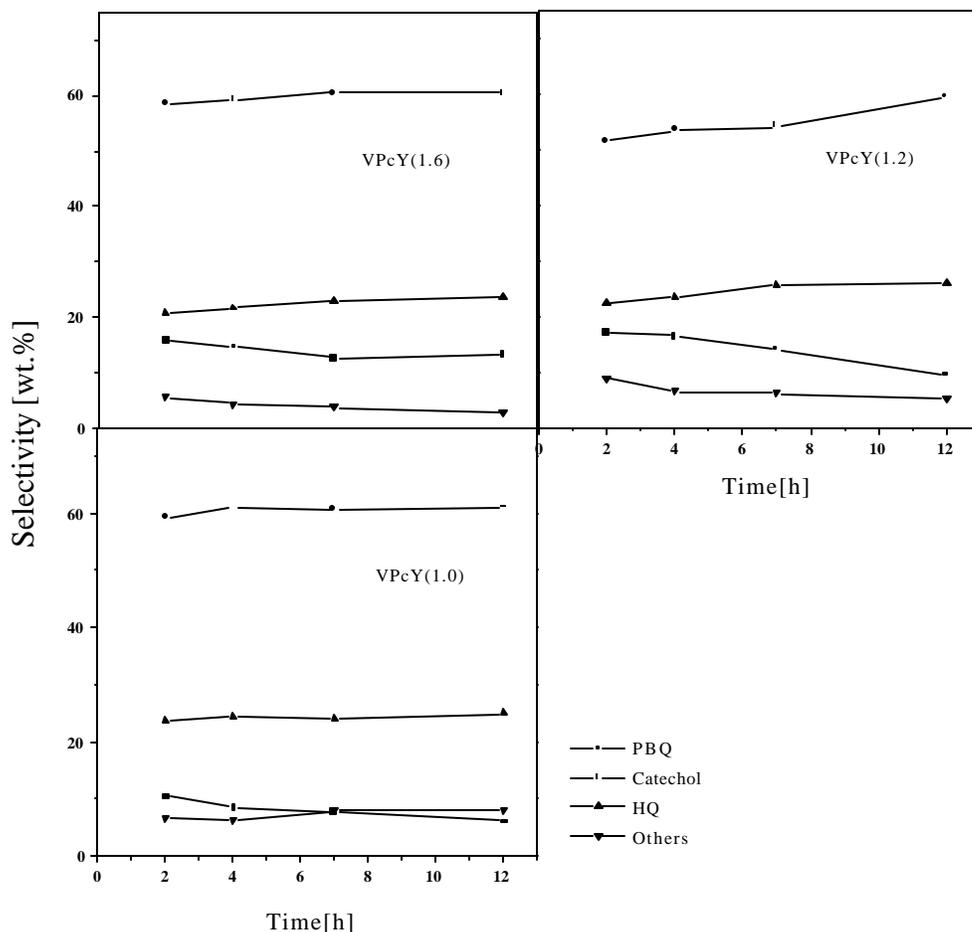 60
40
20
0
VPcY(1.6)
VPcY(1.2)
0 2 4 6 8 10 12
Time[h]
Selectivity [wt.%]
60
40
20
0
VPcY(1.0)
0 2 4 6 8 10 12
Time[h]
PBQ
Catechol
HQ
Others